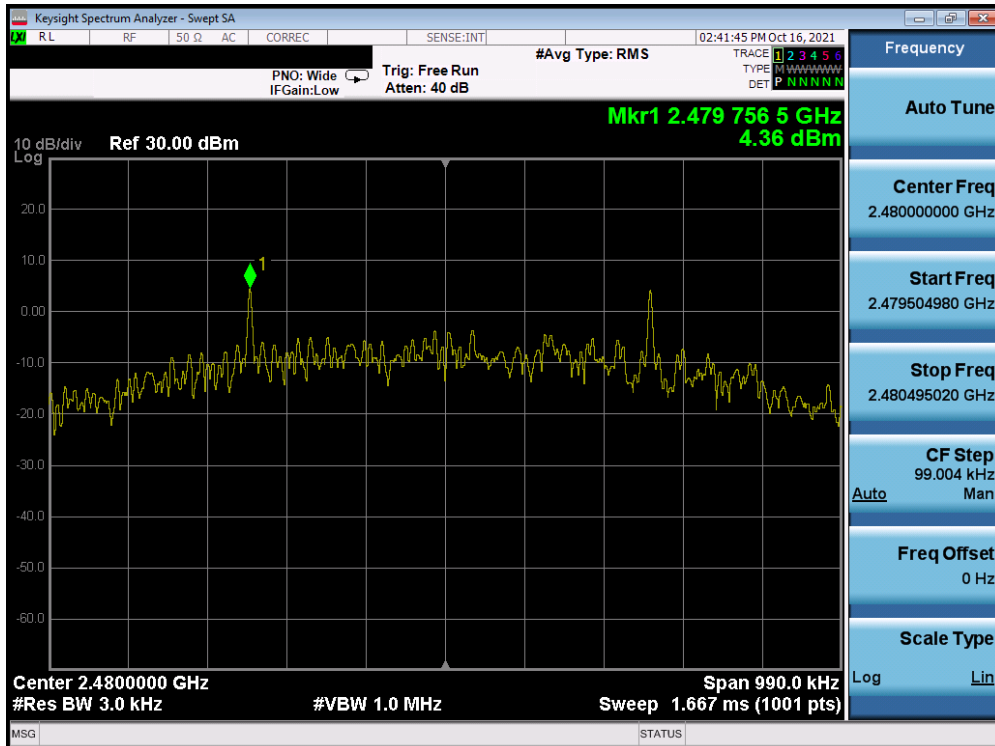 Keysight Spectrum Analyzer - Swept SA
LXI RL RF 50 Ω AC CORREC SENSE:INT 02:41:45 PM Oct 16, 2021
PNO: Wide
IFGain:Low
Trig: Free Run
Atten: 40 dB
#Avg Type: RMS
TRACE 1 2 3 4 5 6
TYPE M W W W W W
DET P N N N N N
Mkr1 2.479 756 5 GHz
4.36 dBm
10 dB/div
Log
Ref 30.00 dBm
20.0
10.0
0.00
-10.0
-20.0
-30.0
-40.0
-50.0
-60.0
1
Center 2.4800000 GHz
#Res BW 3.0 kHz
#VBW 1.0 MHz
Span 990.0 kHz
Sweep 1.667 ms (1001 pts)
MSG
STATUS
Frequency
Auto Tune
Center Freq
2.480000000 GHz
Start Freq
2.479504980 GHz
Stop Freq
2.480495020 GHz
CF Step
99.004 kHz
Auto Man
Freq Offset
0 Hz
Scale Type
Log Lin